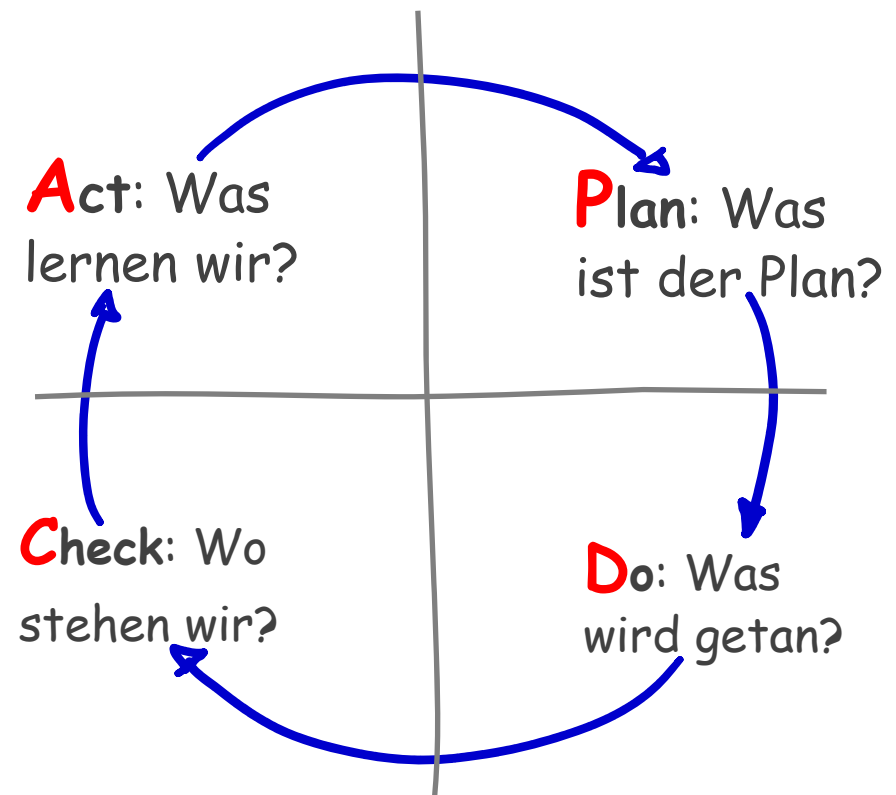 Act: Was
lernen wir?
Plan: Was
ist der Plan?
Check: Wo
stehen wir?
Do: Was
wird getan?